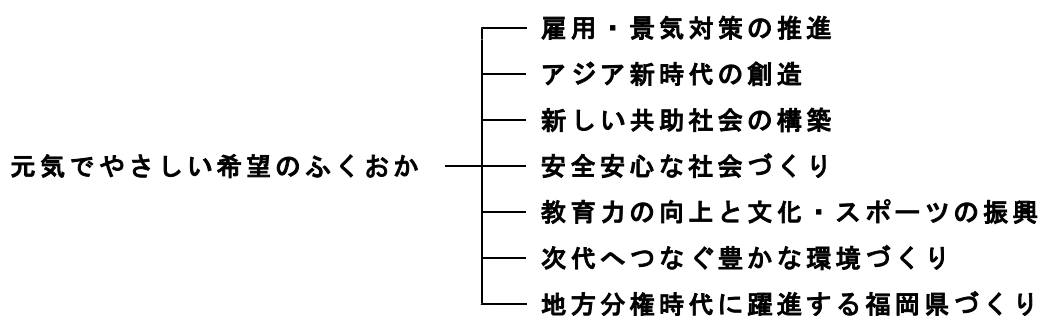 元気でやさしい希望のふくおか
雇用・景気対策の推進
アジア新時代の創造
新しい共助社会の構築
安全安心な社会づくり
教育力の向上と文化・スポーツの振興
次代へつなぐ豊かな環境づくり
地方分権時代に躍進する福岡県づくり